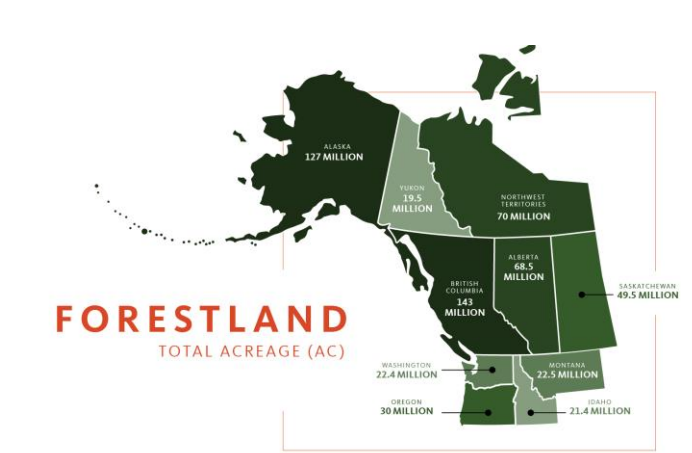 ALASKA
127 MILLION
YUKON
19.5
MILLION
NORTHWEST
TERRITORIES
70 MILLION
ALBERTA
68.5
MILLION
BRITISH
COLUMBIA
143
MILLION
SASKATCHEWAN
49.5 MILLION
FORESTLAND
TOTAL ACREAGE (AC)
WASHINGTON
22.4 MILLION
MONTANA
22.5 MILLION
OREGON
30 MILLION
IDAHO
21.4 MILLION